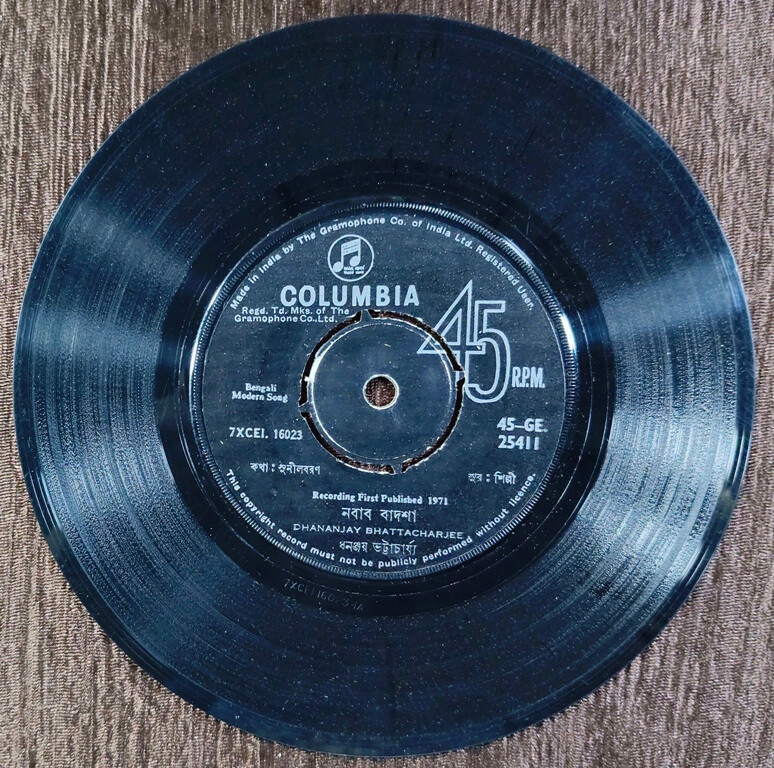 Made in India by The Gramophone Co. of India Ltd. Registered User.
COLUMBIA
Regd. Td. Mks. of The
Gramophone Co., Ltd.
45 R.P.M.
Bengali
Modern Song
7XCEI. 16023
45-GE.
25411
কথা : সুনীলবরণ
সুর : শিল্পী
Recording First Published 1971
নবাব বাদশা
DHANANJAY BHATTACHARJEE
ধনঞ্জয় ভট্টাচার্য্য
This copyright record must not be publicly performed without licence.